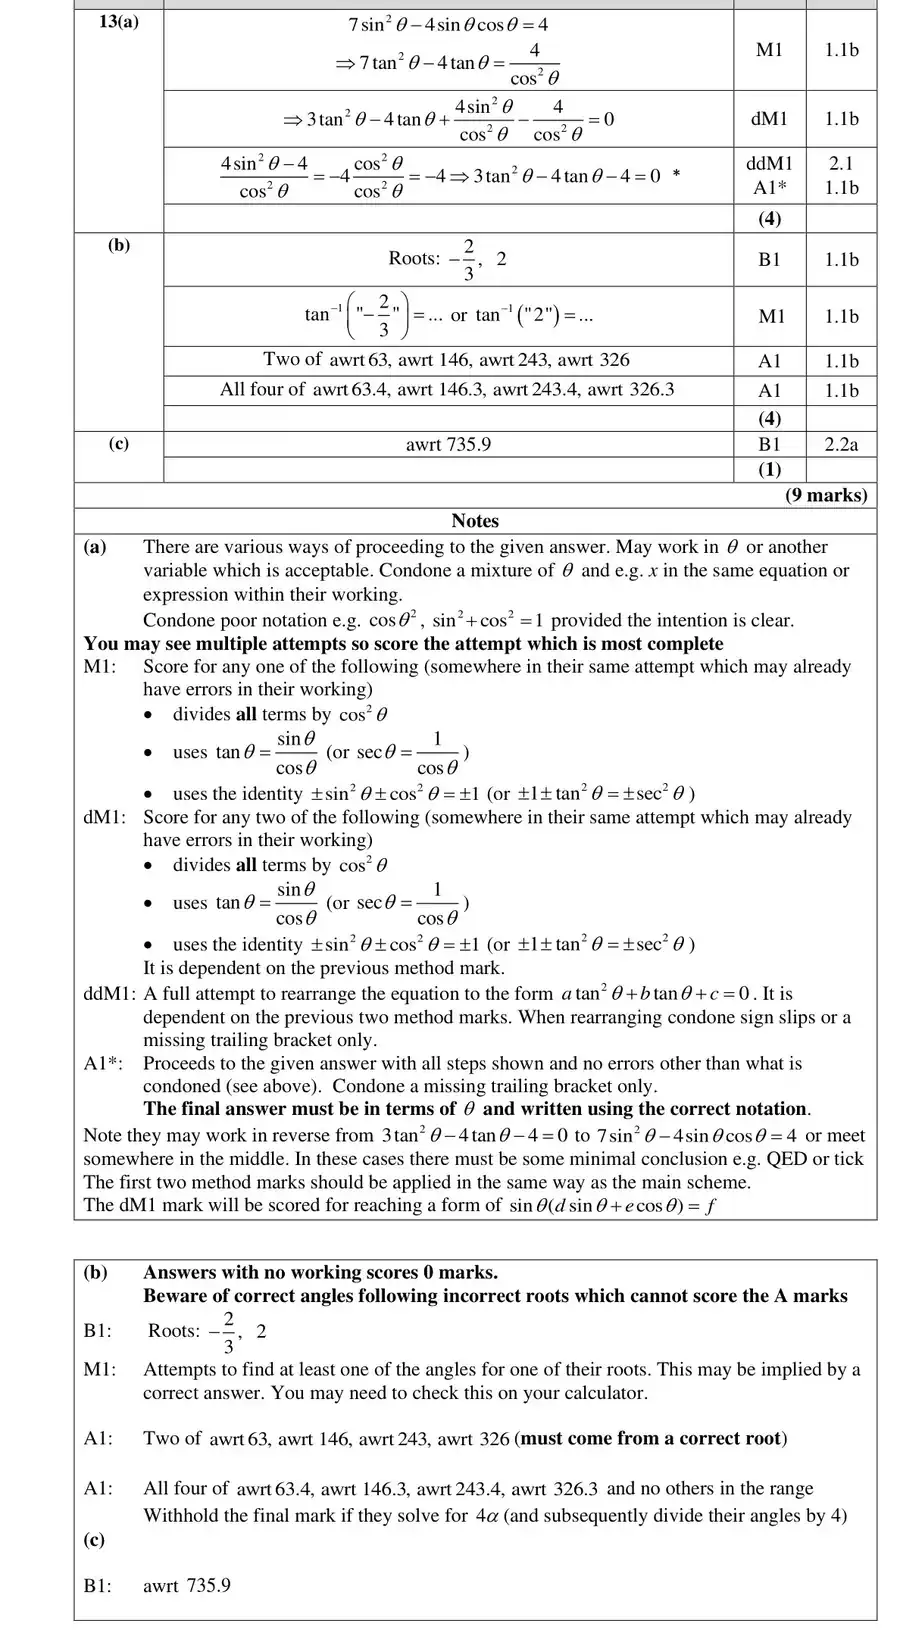 13(a) 7 sin² θ – 4 sin θ cos θ = 4
⇒ 7 tan² θ – 4 tan θ = 4/cos² θ M1 1.1b
⇒ 3 tan² θ – 4 tan θ + 4 sin² θ/cos² θ – 4/cos² θ = 0 dM1 1.1b
(4 sin² θ – 4)/cos² θ = –4 cos² θ/cos² θ = –4 ⇒ 3 tan² θ – 4 tan θ – 4 = 0 * ddM1 2.1
A1* 1.1b
(4)
(b) Roots: –2/3, 2 B1 1.1b
tan⁻¹("–2/3") = ... or tan⁻¹("2") = ... M1 1.1b
Two of awrt 63, awrt 146, awrt 243, awrt 326 A1 1.1b
All four of awrt 63.4, awrt 146.3, awrt 243.4, awrt 326.3 A1 1.1b
(4)
(c) awrt 735.9 B1 2.2a
(1)
(9 marks)
Notes
(a) There are various ways of proceeding to the given answer. May work in θ or another
variable which is acceptable. Condone a mixture of θ and e.g. x in the same equation or
expression within their working.
Condone poor notation e.g. cos θ², sin² + cos² = 1 provided the intention is clear.
You may see multiple attempts so score the attempt which is most complete
M1: Score for any one of the following (somewhere in their same attempt which may already
have errors in their working)
• divides all terms by cos² θ
• uses tan θ = sin θ/cos θ (or sec θ = 1/cos θ)
• uses the identity ±sin² θ ± cos² θ = ±1 (or ±1 ± tan² θ = ±sec² θ)
dM1: Score for any two of the following (somewhere in their same attempt which may already
have errors in their working)
• divides all terms by cos² θ
• uses tan θ = sin θ/cos θ (or sec θ = 1/cos θ)
• uses the identity ±sin² θ ± cos² θ = ±1 (or ±1 ± tan² θ = ±sec² θ)
It is dependent on the previous method mark.
ddM1: A full attempt to rearrange the equation to the form a tan² θ + b tan θ + c = 0. It is
dependent on the previous two method marks. When rearranging condone sign slips or a
missing trailing bracket only.
A1*: Proceeds to the given answer with all steps shown and no errors other than what is
condoned (see above). Condone a missing trailing bracket only.
The final answer must be in terms of θ and written using the correct notation.
Note they may work in reverse from 3 tan² θ – 4 tan θ – 4 = 0 to 7 sin² θ – 4 sin θ cos θ = 4 or meet
somewhere in the middle. In these cases there must be some minimal conclusion e.g. QED or tick
The first two method marks should be applied in the same way as the main scheme.
The dM1 mark will be scored for reaching a form of sin θ(d sin θ + e cos θ) = f
(b) Answers with no working scores 0 marks.
Beware of correct angles following incorrect roots which cannot score the A marks
B1: Roots: –2/3, 2
M1: Attempts to find at least one of the angles for one of their roots. This may be implied by a
correct answer. You may need to check this on your calculator.
A1: Two of awrt 63, awrt 146, awrt 243, awrt 326 (must come from a correct root)
A1: All four of awrt 63.4, awrt 146.3, awrt 243.4, awrt 326.3 and no others in the range
Withhold the final mark if they solve for 4α (and subsequently divide their angles by 4)
(c)
B1: awrt 735.9